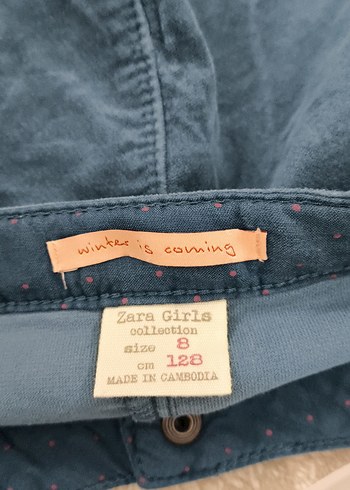 winter is coming
Zara Girls
collection
size 8
cm 128
MADE IN CAMBODIA